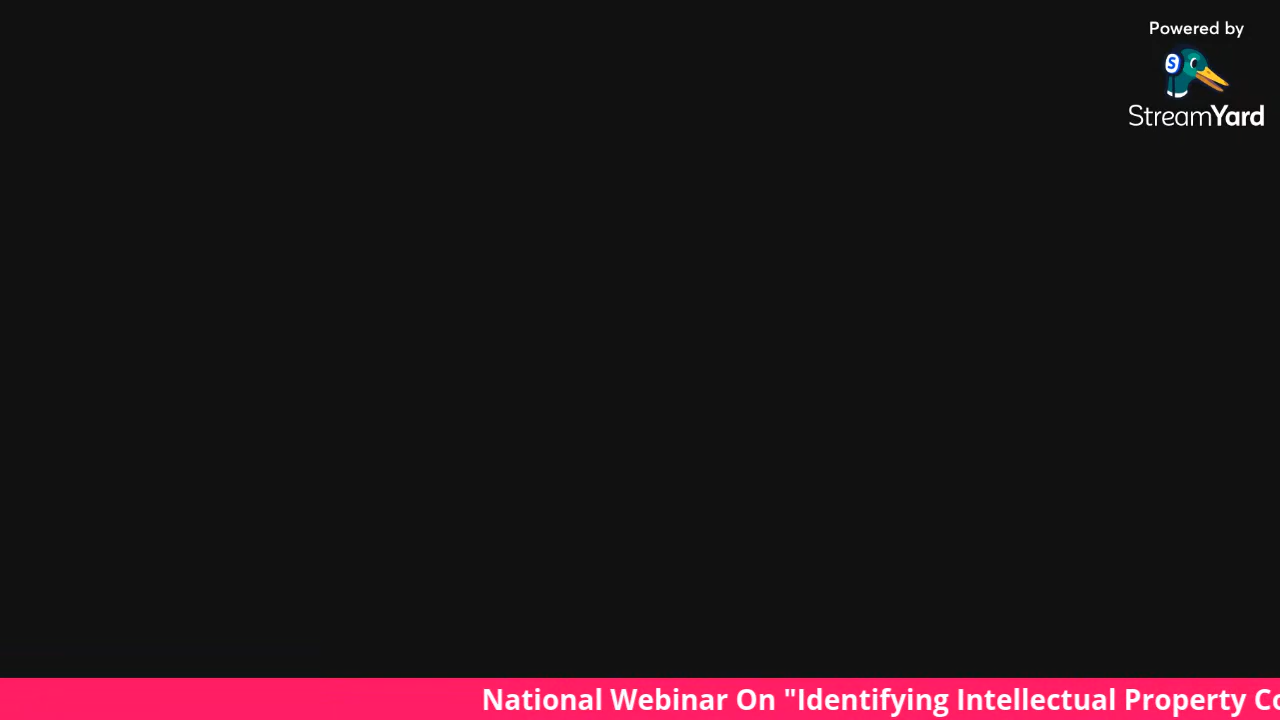 Powered by
S
StreamYard
National Webinar On "Identifying Intellectual Property